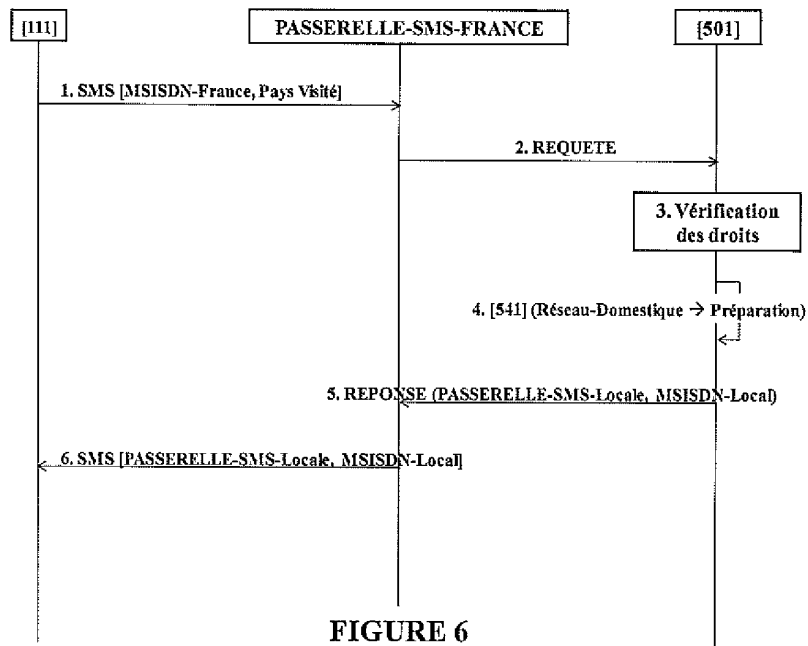 [111]
PASSERELLE-SMS-FRANCE
[501]
1. SMS [MSISDN-France, Pays Visité]
2. REQUETE
3. Vérification
des droits
4. [541] (Réseau-Domestique → Préparation)
5. REPONSE (PASSERELLE-SMS-Locale, MSISDN-Local)
6. SMS [PASSERELLE-SMS-Locale, MSISDN-Local]
FIGURE 6